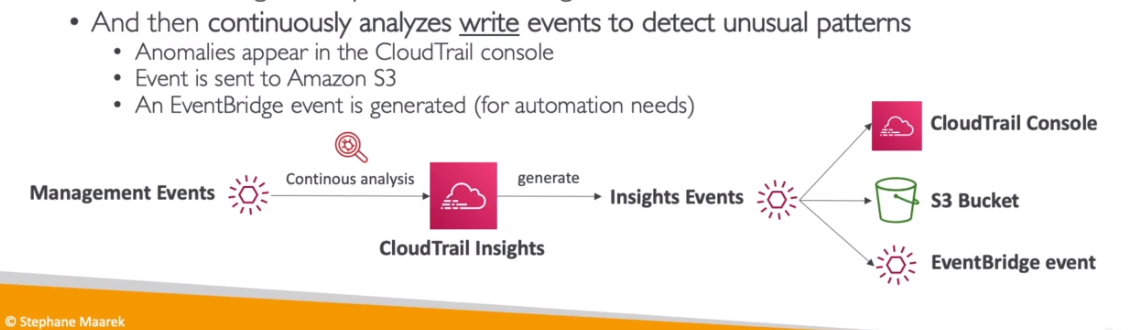 • And then continuously analyzes write events to detect unusual patterns
• Anomalies appear in the CloudTrail console
• Event is sent to Amazon S3
• An EventBridge event is generated (for automation needs)
CloudTrail Console
Continous analysis
generate
Management Events
Insights Events
S3 Bucket
CloudTrail Insights
EventBridge event
© Stephane Maarek